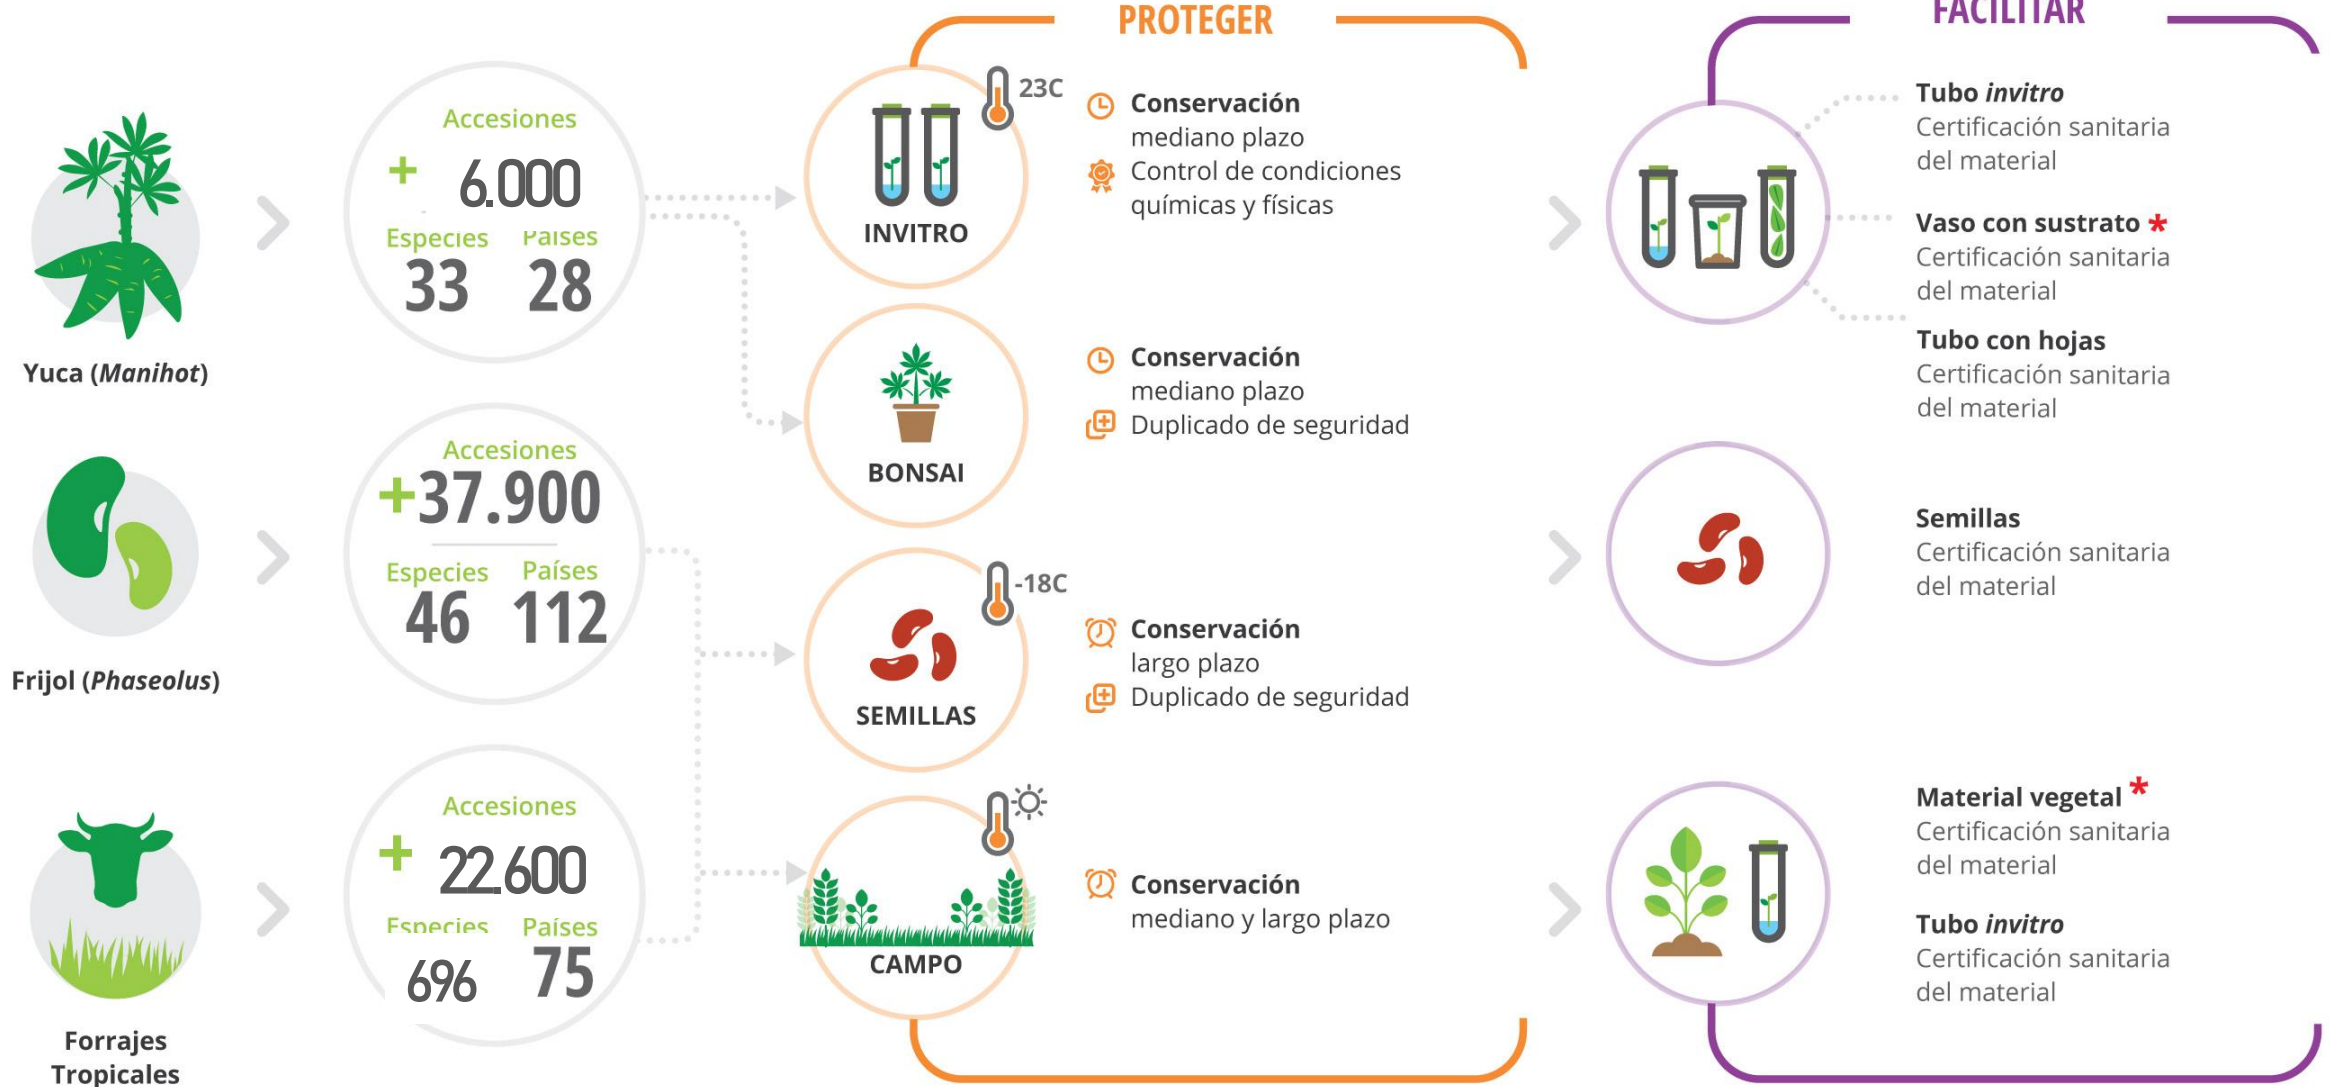 PROTEGER
FACILITAR
Yuca (Manihot)
Accesiones
+ 6.000
Especies Países
33 28
Frijol (Phaseolus)
Accesiones
+37.900
Especies Países
46 112
Forrajes
Tropicales
Accesiones
+ 22.600
Especies Países
696 75
23C
INVITRO
Conservación
mediano plazo
Control de condiciones
químicas y físicas
BONSAI
Conservación
mediano plazo
Duplicado de seguridad
-18C
SEMILLAS
Conservación
largo plazo
Duplicado de seguridad
CAMPO
Conservación
mediano y largo plazo
Tubo invitro
Certificación sanitaria
del material
Vaso con sustrato *
Certificación sanitaria
del material
Tubo con hojas
Certificación sanitaria
del material
Semillas
Certificación sanitaria
del material
Material vegetal *
Certificación sanitaria
del material
Tubo invitro
Certificación sanitaria
del material